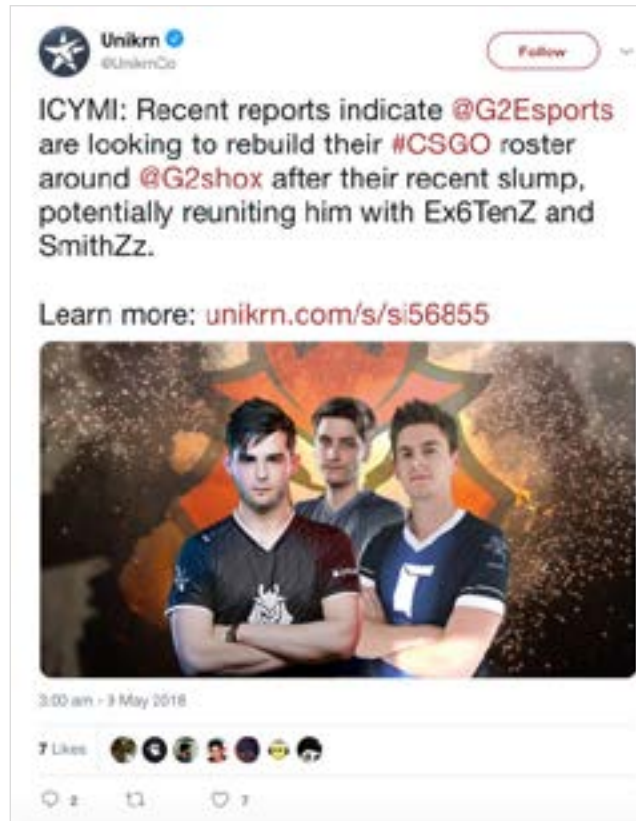 Unikrn
@UnikrnCo
Follow
ICYMI: Recent reports indicate @G2Esports
are looking to rebuild their #CSGO roster
around @G2shox after their recent slump,
potentially reuniting him with Ex6TenZ and
SmithZz.
Learn more: unikrn.com/s/si56855
3:00 am - 9 May 2018
7 Likes
2
7